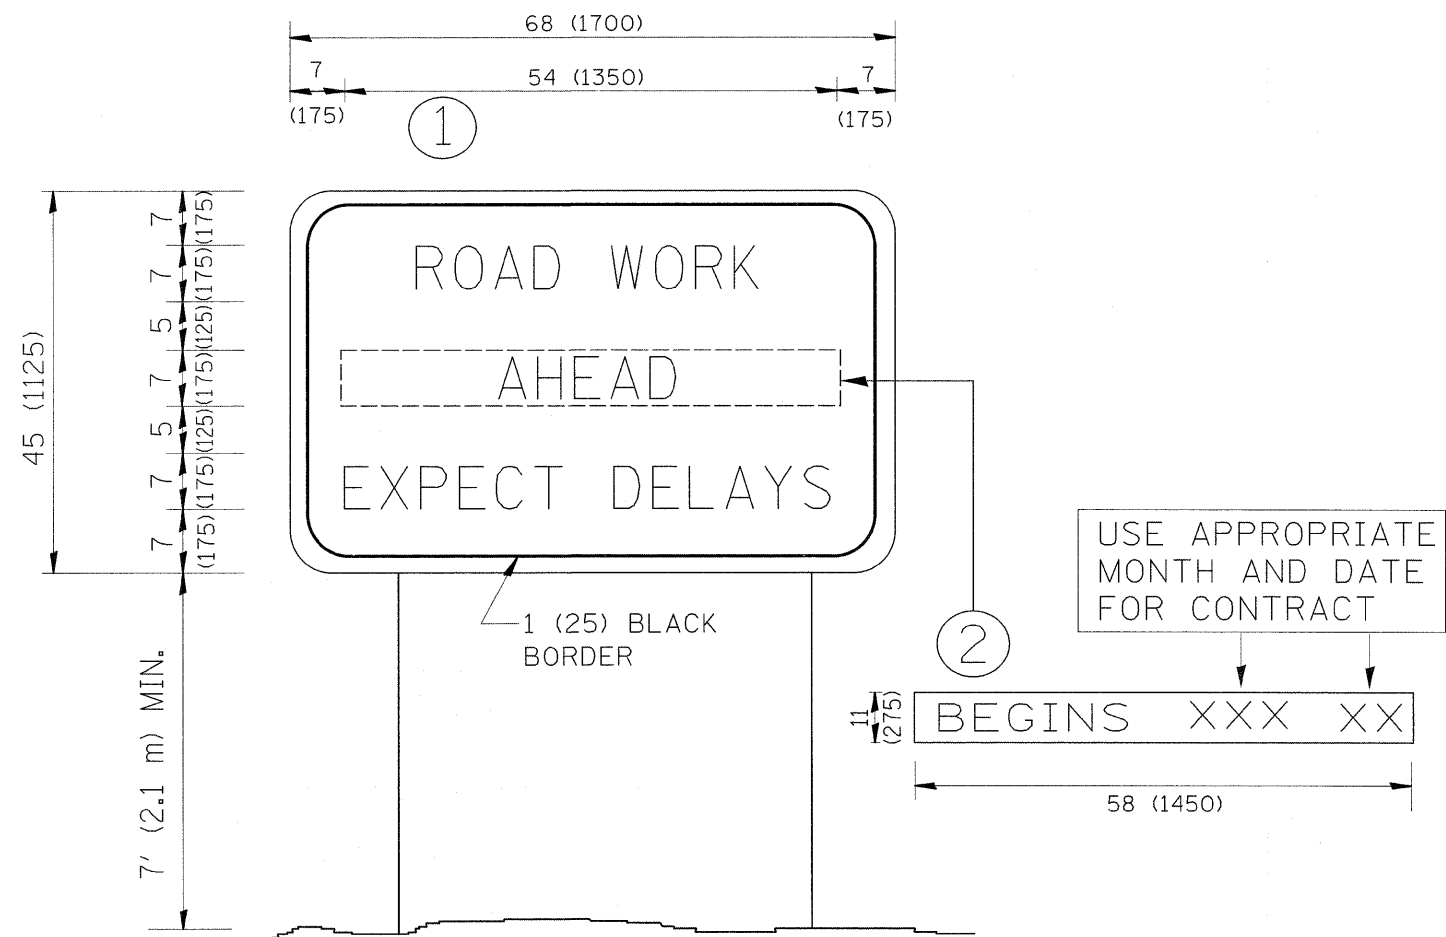 68 (1700)
7
54 (1350)
7
(175)
(175)
1
45 (1125)
7 (175)
7 (175)
5 (125)
7 (175)
5 (125)
7 (175)
7 (175)
ROAD WORK
AHEAD
EXPECT DELAYS
1 (25) BLACK
BORDER
7' (2.1 m) MIN.
2
USE APPROPRIATE
MONTH AND DATE
FOR CONTRACT
11
(275)
BEGINS XXX XX
58 (1450)